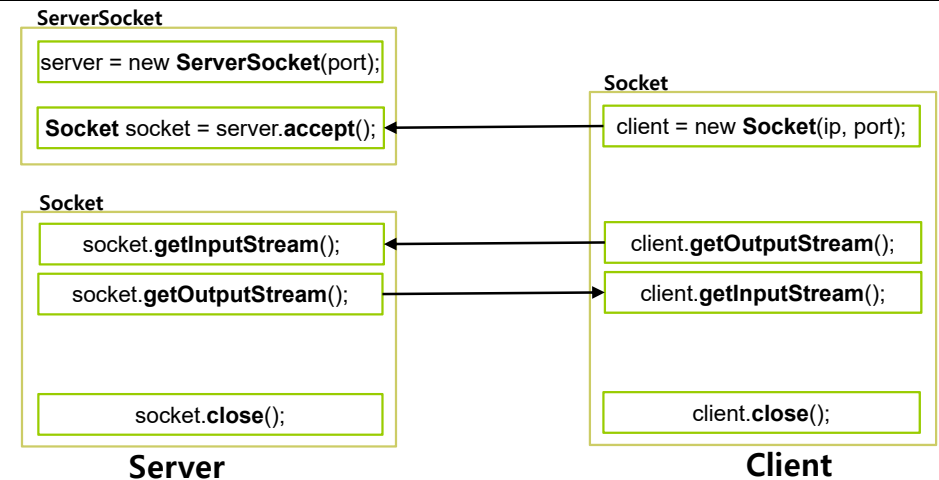 ServerSocket
server = new ServerSocket(port);
Socket socket = server.accept();
Socket
socket.getInputStream();
socket.getOutputStream();
socket.close();
Server
Socket
client = new Socket(ip, port);
client.getOutputStream();
client.getInputStream();
client.close();
Client